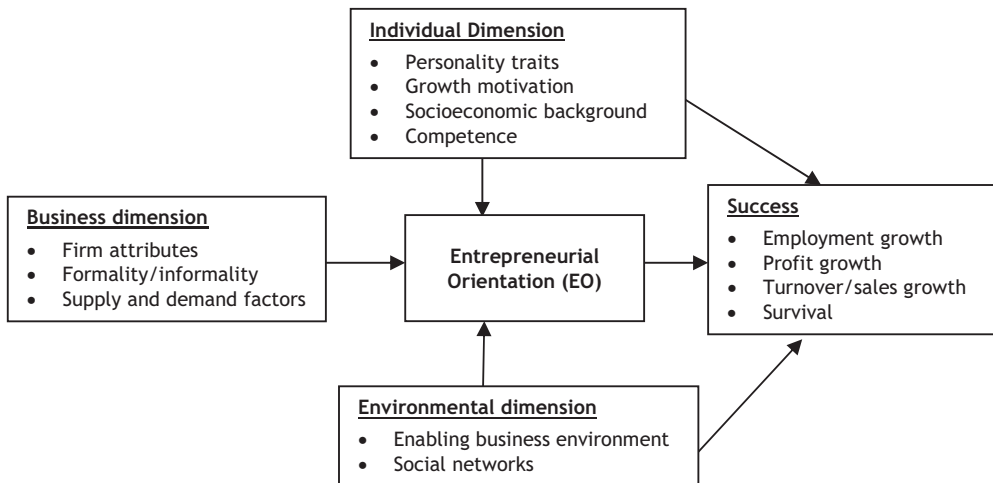 Individual Dimension
• Personality traits
• Growth motivation
• Socioeconomic background
• Competence
Business dimension
• Firm attributes
• Formality/informality
• Supply and demand factors
Entrepreneurial
Orientation (EO)
Success
• Employment growth
• Profit growth
• Turnover/sales growth
• Survival
Environmental dimension
• Enabling business environment
• Social networks